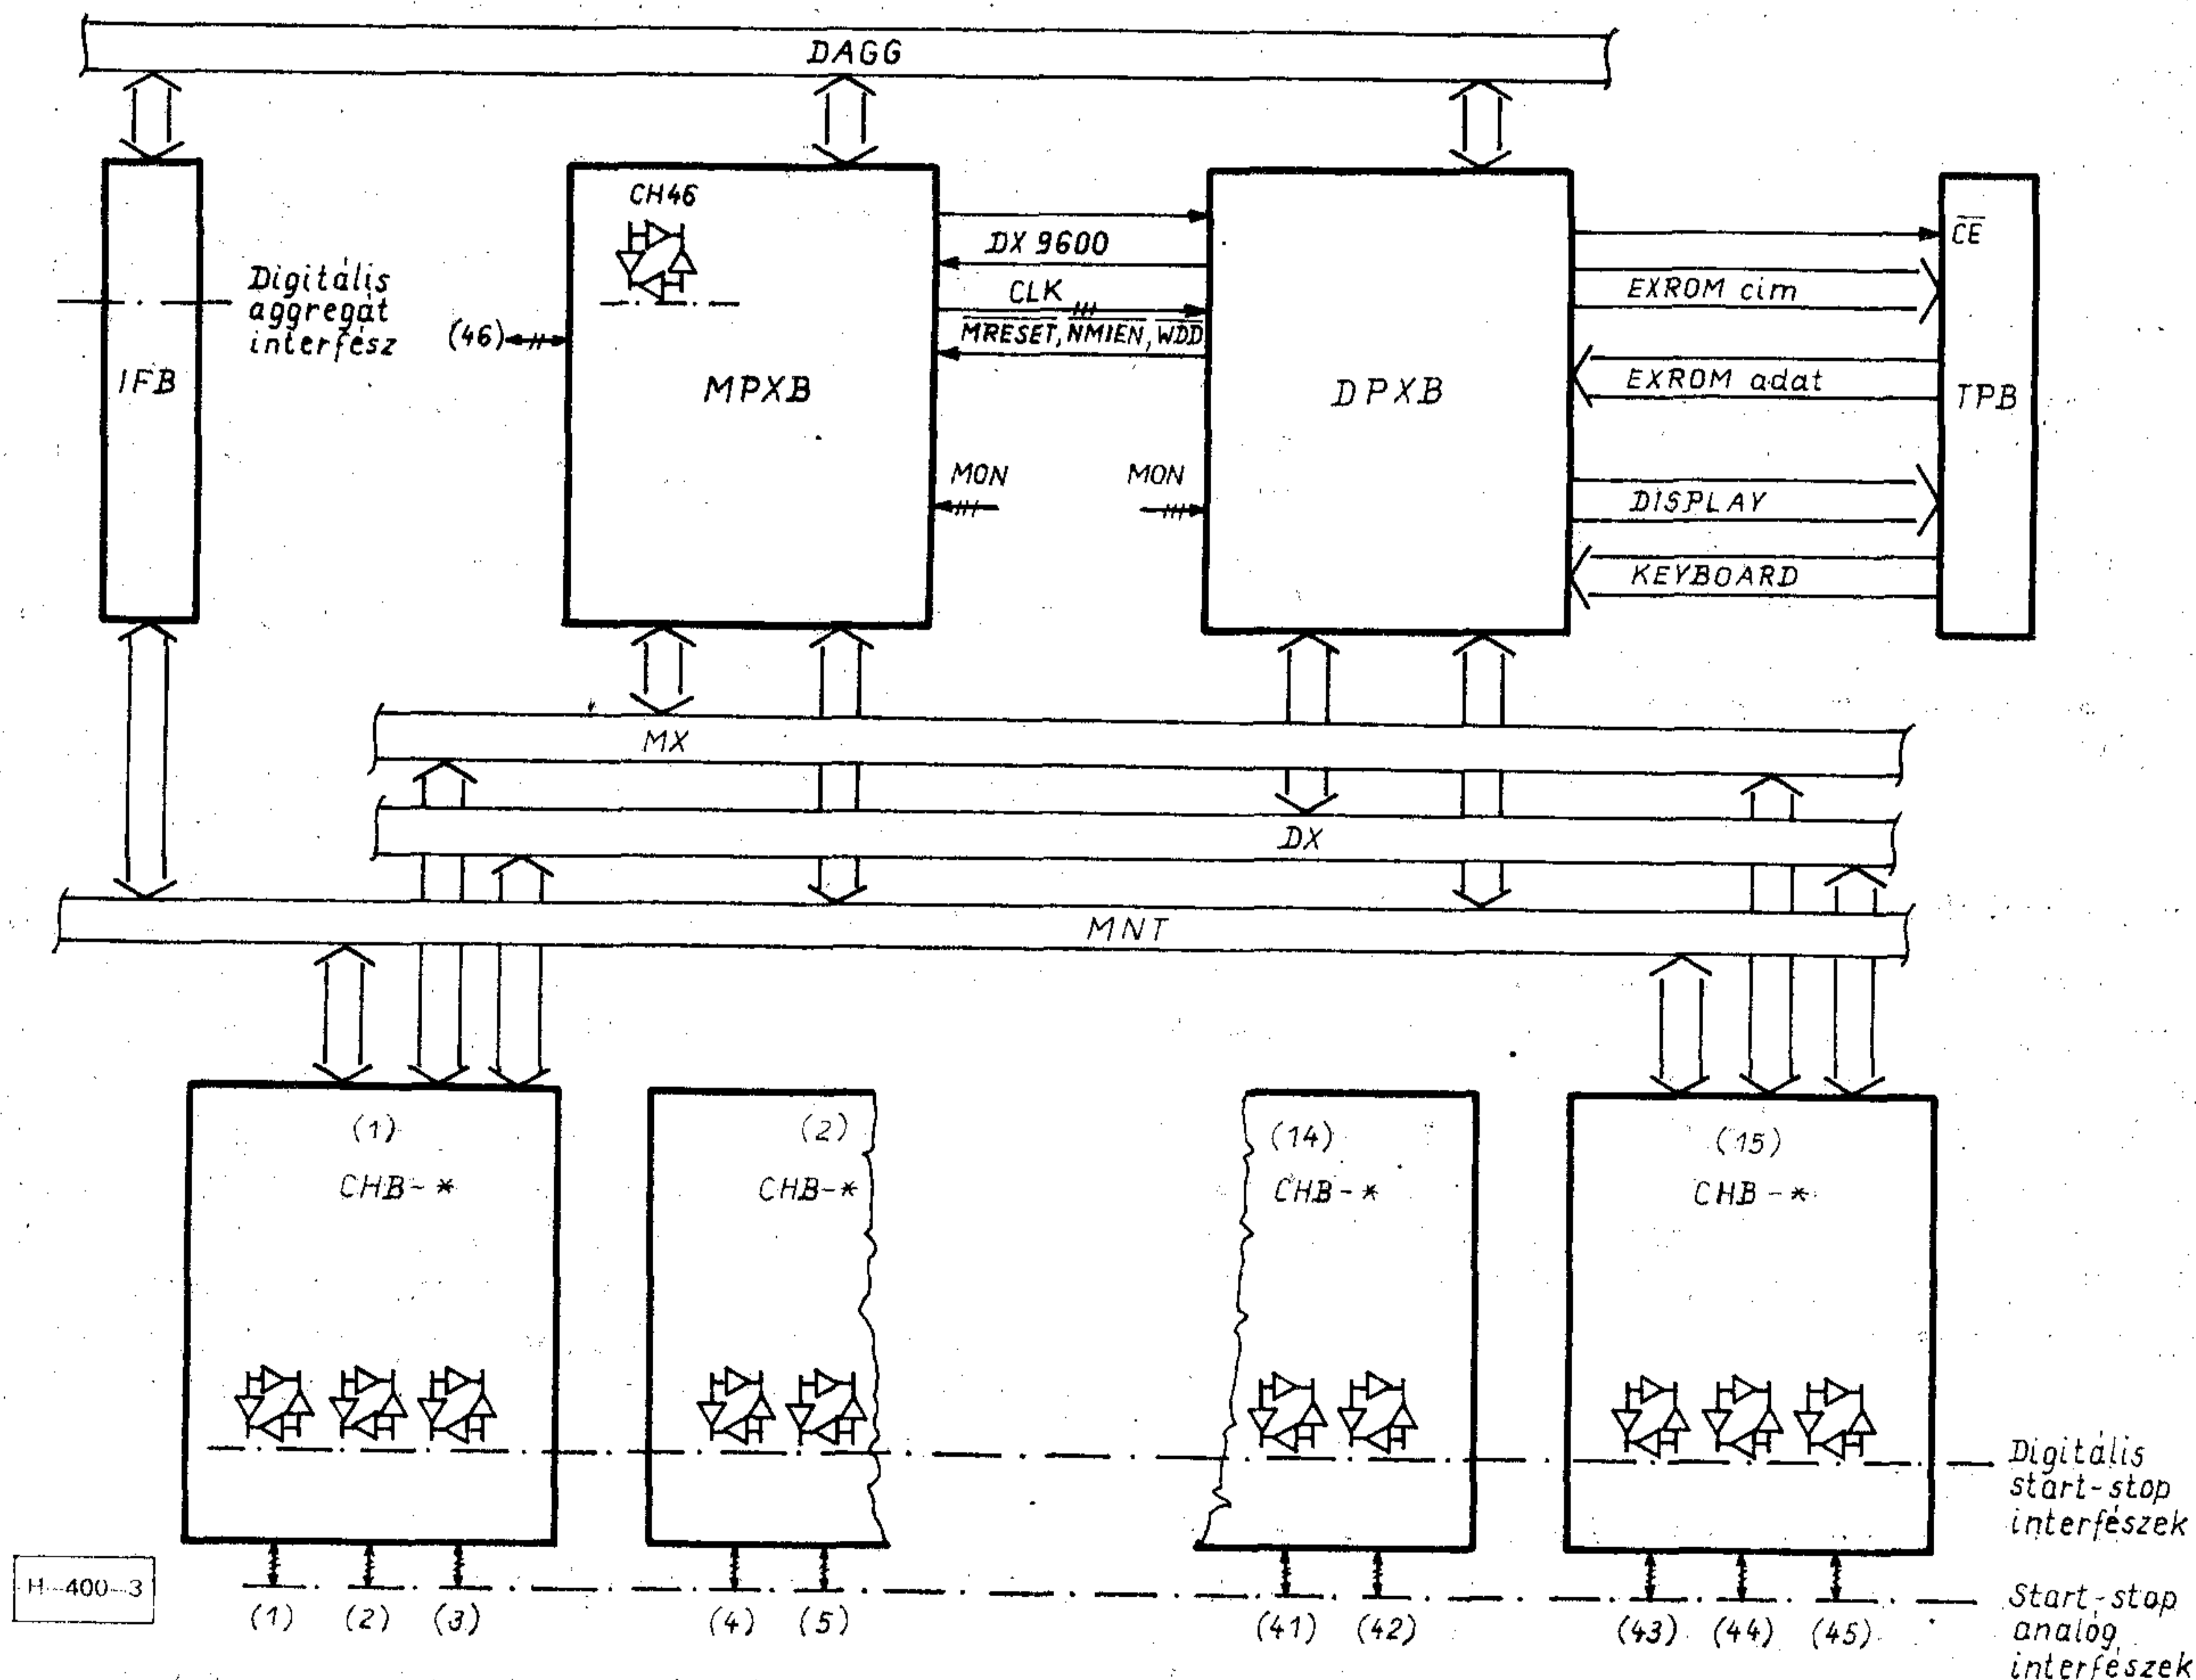 DAGG
CH46
DX 9600
CLK
MRESET, NMIEN, WDD
CE
EXROM cím
EXROM adat
Digitális
aggregát
interfész
(46)
IFB
MPXB
DPXB
TPB
MON
MON
DISPLAY
KEYBOARD
MX
DX
MNT
(1)
(2)
(14)
(15)
CHB-*
CHB-*
CHB-*
CHB-*
Digitális
start-stop
interfészek
H-400-3
(1)
(2)
(3)
(4)
(5)
(41)
(42)
(43)
(44)
(45)
Start-stop
analóg
interfészek